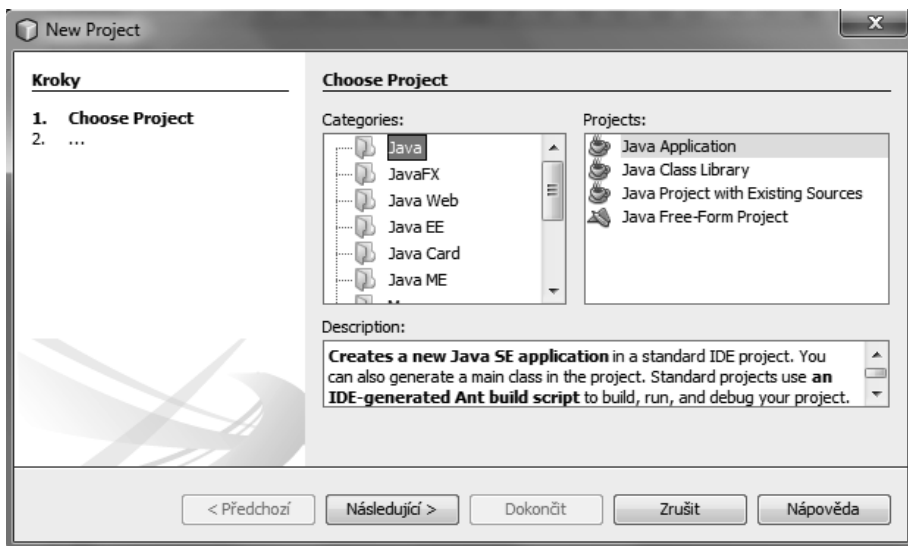 New Project
Kroky
1. Choose Project
2. ...
Choose Project
Categories:
Java
JavaFX
Java Web
Java EE
Java Card
Java ME
Projects:
Java Application
Java Class Library
Java Project with Existing Sources
Java Free-Form Project
Description:
Creates a new Java SE application in a standard IDE project. You
can also generate a main class in the project. Standard projects use an
IDE-generated Ant build script to build, run, and debug your project.
< Předchozí
Následující >
Dokončit
Zrušit
Nápověda